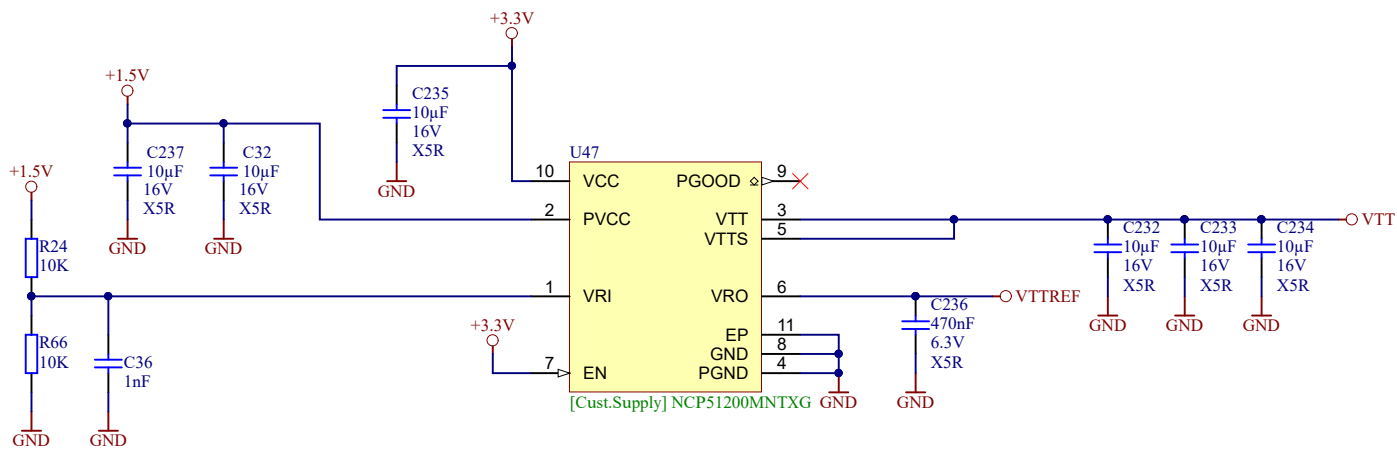 +3.3V
+1.5V
C235
10µF
16V
X5R
GND
C237
10µF
16V
X5R
GND
C32
10µF
16V
X5R
GND
+1.5V
R24
10K
R66
10K
GND
C36
1nF
GND
+3.3V
U47
10 VCC PGOOD 9
2 PVCC VTT 3
VTTS 5
1 VRI VRO 6
EP 11
GND 8
7 EN PGND 4
[Cust.Supply] NCP51200MNTXG
GND
C236
470nF
6.3V
X5R
GND
VTTREF
C232
10µF
16V
X5R
GND
C233
10µF
16V
X5R
GND
C234
10µF
16V
X5R
GND
VTT